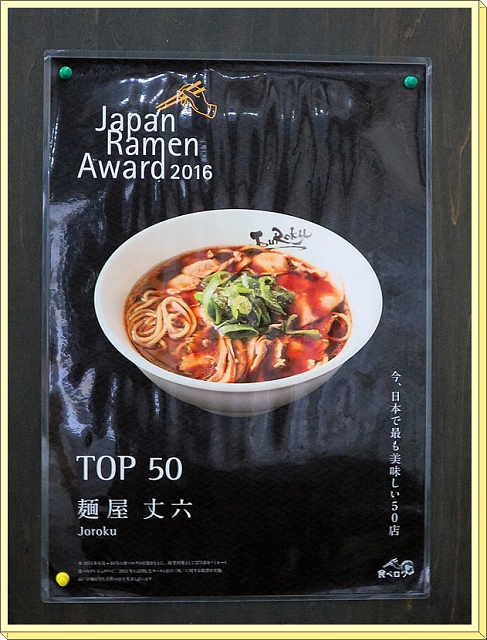 Japan
Ramen
Award 2016
今、日本で最も美味しい50店
TOP 50
麺屋 丈六
Joroku
食べログ